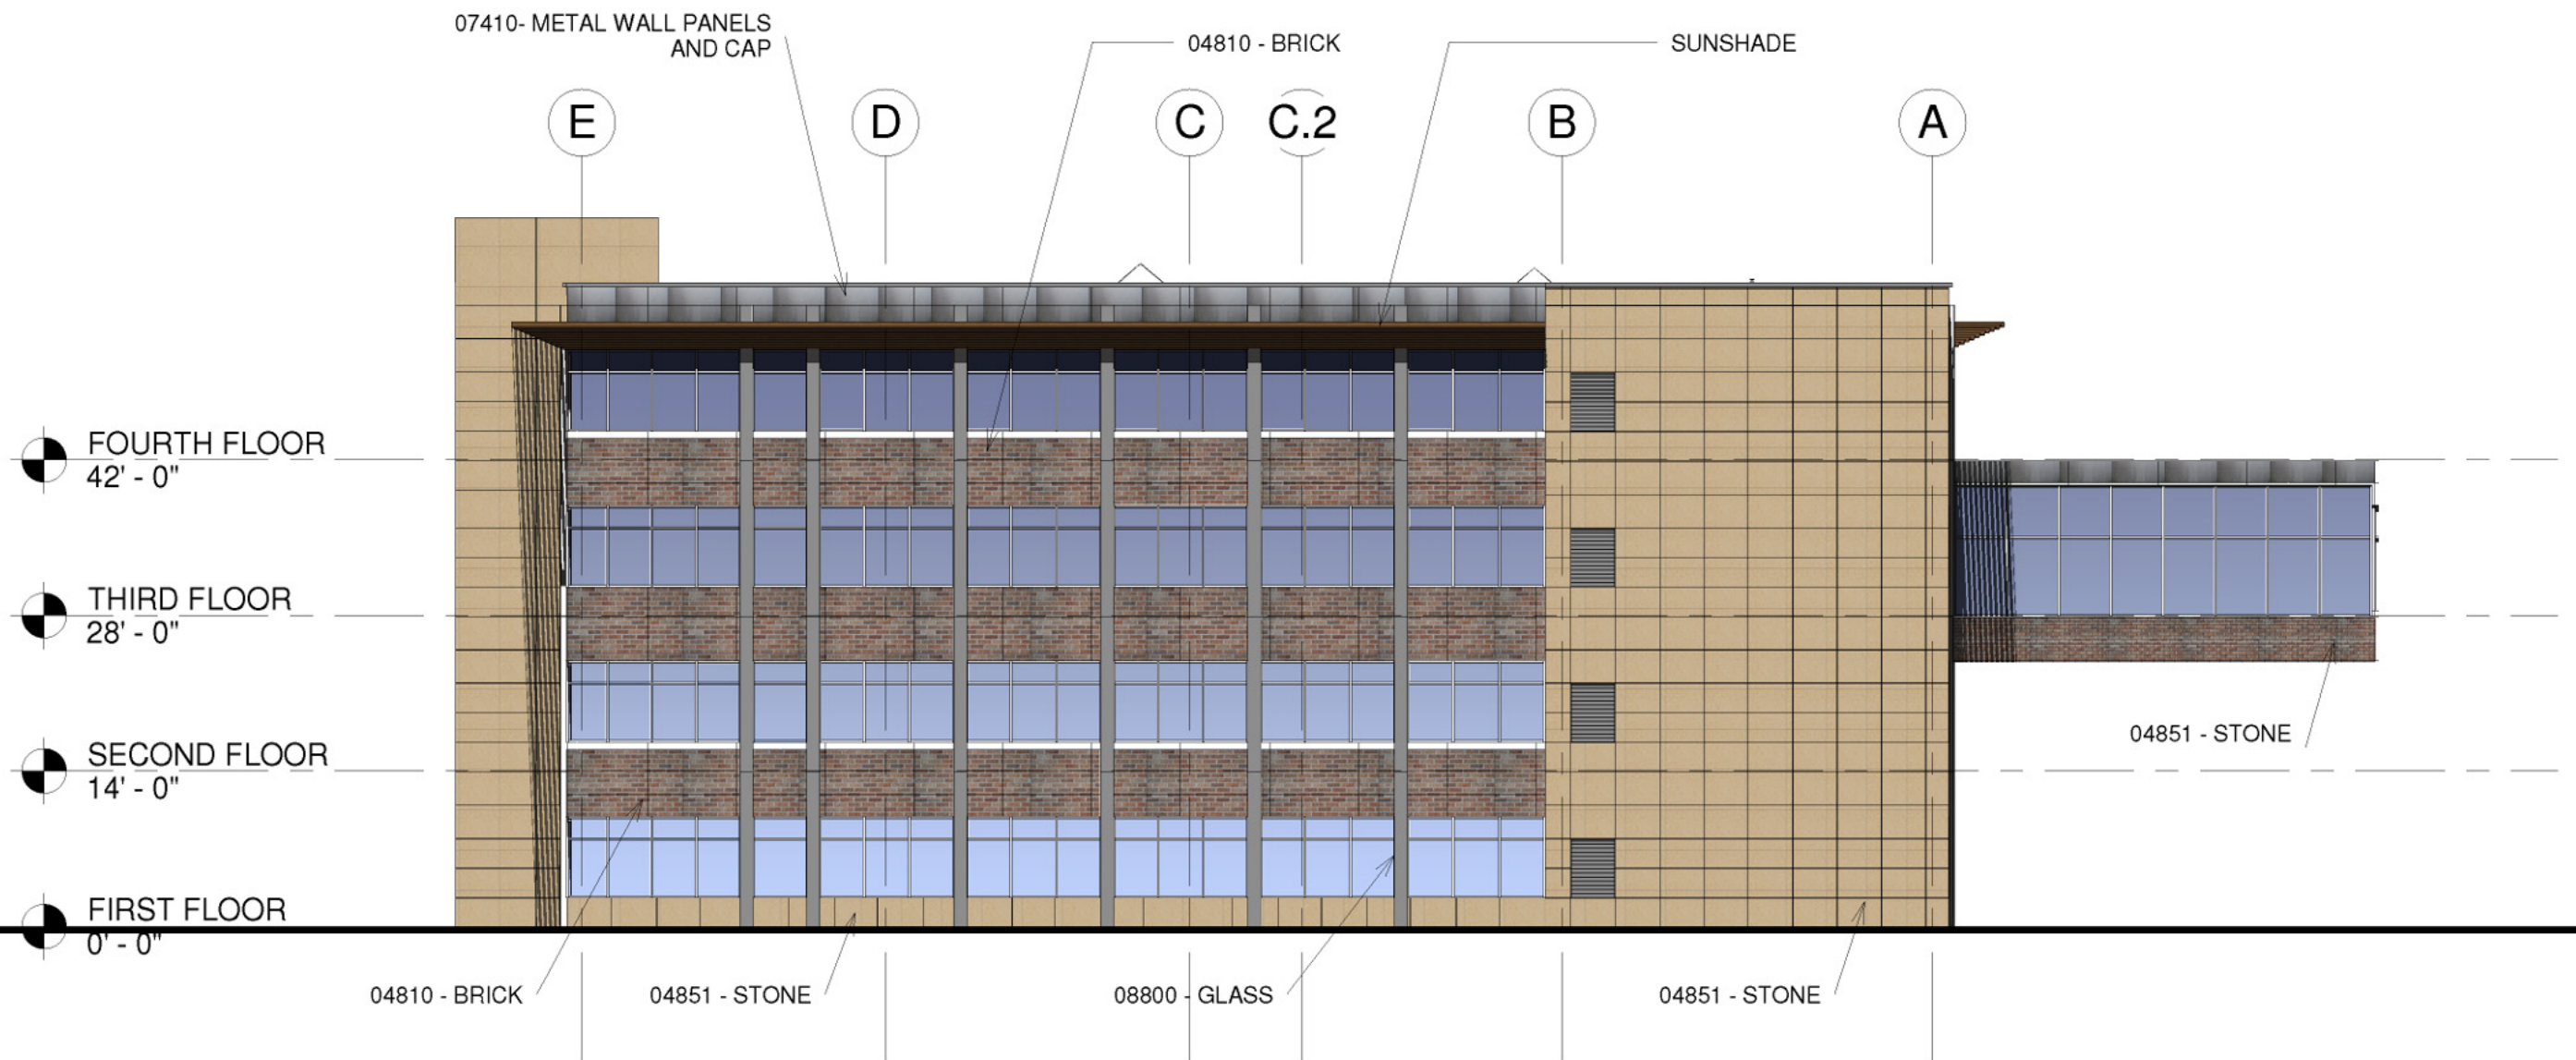 07410- METAL WALL PANELS
AND CAP
04810 - BRICK
SUNSHADE
E
D
C
C.2
B
A
FOURTH FLOOR
42' - 0"
THIRD FLOOR
28' - 0"
04851 - STONE
SECOND FLOOR
14' - 0"
FIRST FLOOR
0' - 0"
04810 - BRICK
04851 - STONE
08800 - GLASS
04851 - STONE